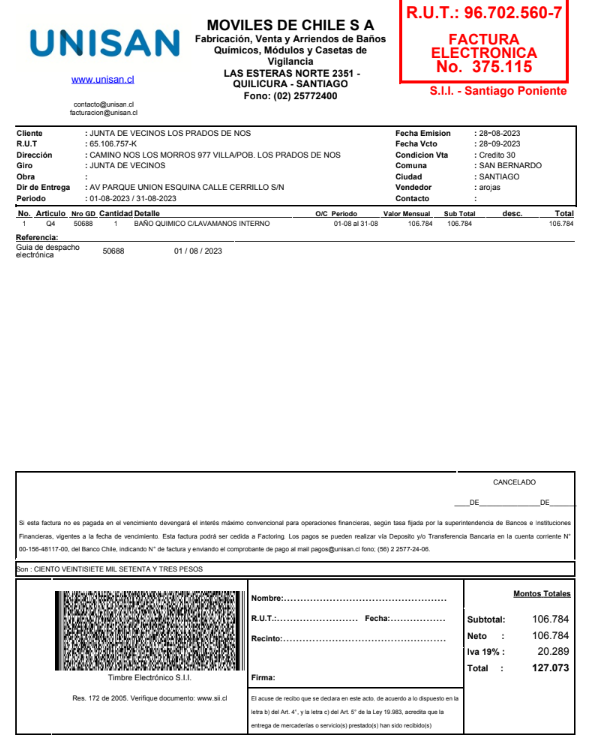 UNISAN
www.unisan.cl
contacto@unisan.cl
facturacion@unisan.cl
MOVILES DE CHILE S A
Fabricación, Venta y Arriendos de Baños
Químicos, Módulos y Casetas de
Vigilancia
LAS ESTERAS NORTE 2351 -
QUILICURA - SANTIAGO
Fono: (02) 25772400
R.U.T.: 96.702.560-7
FACTURA
ELECTRONICA
No. 375.115
S.I.I. - Santiago Poniente
Cliente : JUNTA DE VECINOS LOS PRADOS DE NOS
R.U.T : 65.106.757-K
Dirección : CAMINO NOS LOS MORROS 977 VILLA/POB. LOS PRADOS DE NOS
Giro : JUNTA DE VECINOS
Obra :
Dir de Entrega : AV PARQUE UNION ESQUINA CALLE CERRILLO S/N
Periodo : 01-08-2023 / 31-08-2023
Fecha Emision : 28-08-2023
Fecha Vcto : 28-09-2023
Condicion Vta : Credito 30
Comuna : SAN BERNARDO
Ciudad : SANTIAGO
Vendedor : arojas
Contacto :
No. Articulo Nro GD Cantidad Detalle O/C Periodo Valor Mensual Sub Total desc. Total
1 Q4 50688 1 BAÑO QUIMICO C/LAVAMANOS INTERNO 01-08 al 31-08 106.784 106.784 106.784
Referencia:
Guia de despacho
electrónica 50688 01 / 08 / 2023
CANCELADO
____DE________________DE_______
Si esta factura no es pagada en el vencimiento devengará el interés máximo convencional para operaciones financieras, según tasa fijada por la superintendencia de Bancos e instituciones
Financieras, vigentes a la fecha de vencimiento. Esta factura podrá ser cedida a Factoring. Los pagos se pueden realizar vía Deposito y/o Transferencia Bancaria en la cuenta corriente N°
00-156-48117-00, del Banco Chile, indicando N° de factura y enviando el comprobante de pago al mail pagos@unisan.cl fono; (56) 2 2577-24-06.
Son : CIENTO VEINTISIETE MIL SETENTA Y TRES PESOS
Timbre Electrónico S.I.I.
Res. 172 de 2005. Verifique documento: www.sii.cl
Nombre:................................................
R.U.T.:........................ Fecha:................
Recinto:................................................
Firma:
El acuse de recibo que se declara en este acto. de acuerdo a lo dispuesto en la
letra b) del Art. 4°, y la letra c) del Art. 5° de la Ley 19.983, acredita que la
entrega de mercaderías o servicio(s) prestado(s) han sido recibido(s)
Montos Totales
Subtotal: 106.784
Neto : 106.784
Iva 19% : 20.289
Total : 127.073